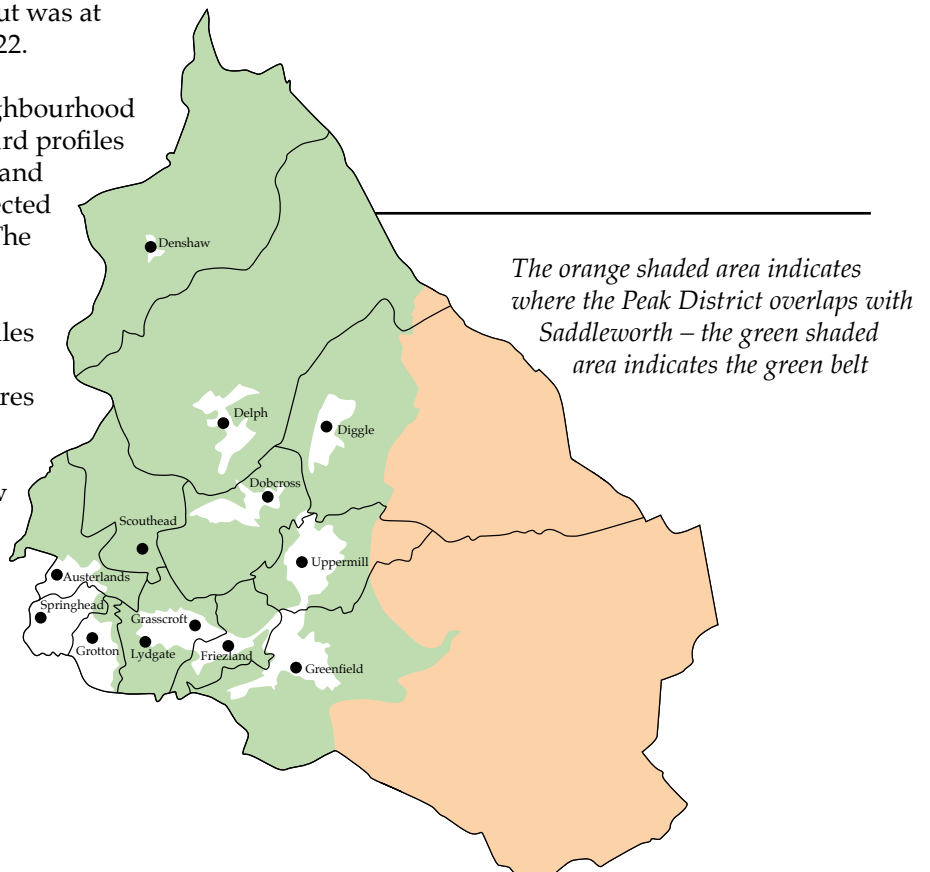 ut was at
22.
ghbourhood
rd profiles
and
ected
The
les
res
Denshaw
The orange shaded area indicates
where the Peak District overlaps with
Saddleworth – the green shaded
area indicates the green belt
Delph
Diggle
Dobcross
Scouthead
Uppermill
Austerlands
Springhead
Grasscroft
Grotton
Lydgate
Friezland
Greenfield